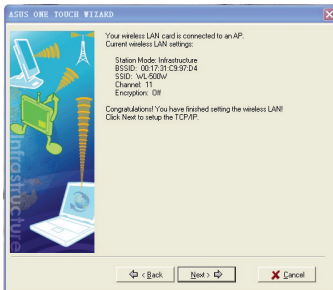 ASUS ONE TOUCH WIZARD
Your wireless LAN card is connected to an AP.
Current wireless LAN settings:
Station Mode: Infrastructure
BSSID: 00:17:31:C9:97:D4
SSID: WL-500W
Channel: 11
Encryption: Off
Congratulations! You have finished setting the wireless LAN!
Click Next to setup the TCP/IP.
Infrastructure
< Back
Next >
Cancel